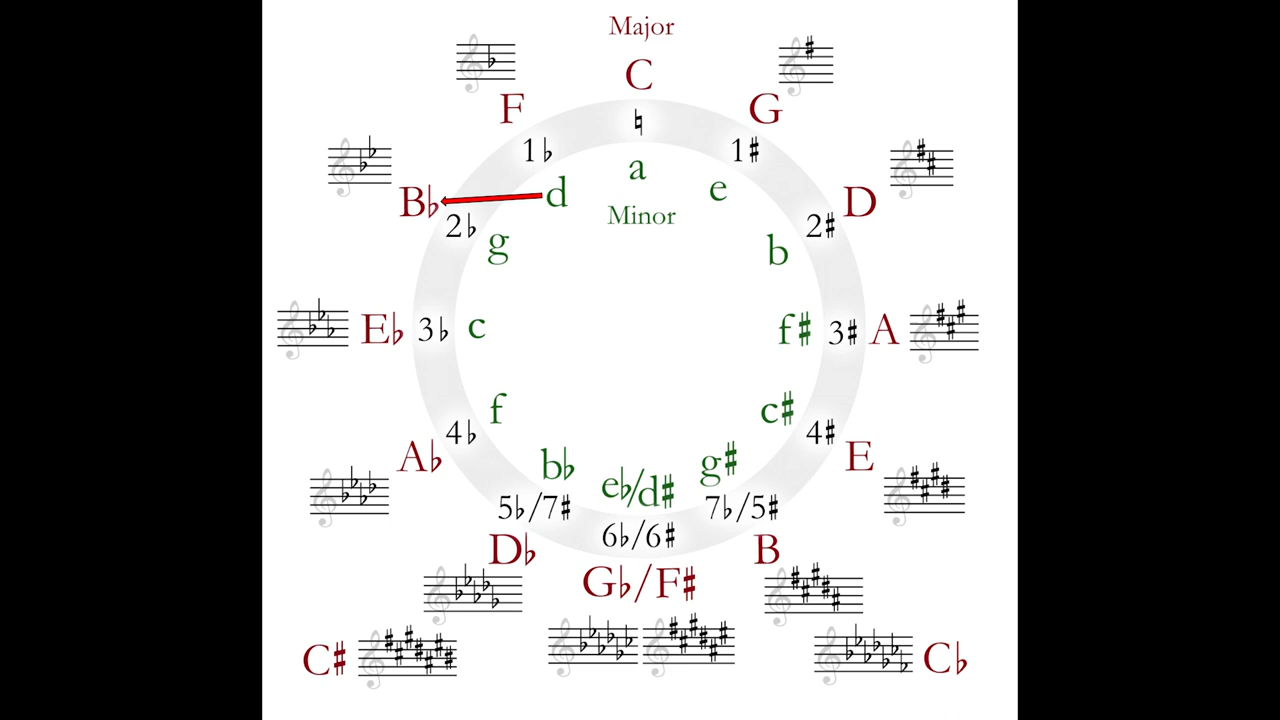 Major
C
F
G
♮
1♭
1♯
a
d
e
B♭
D
Minor
2♭
2♯
g
b
E♭
3♭
c
f♯
3♯
A
f
c♯
4♭
4♯
A♭
E
b♭
g♯
e♭/d♯
5♭/7♯
7♭/5♯
6♭/6♯
D♭
B
G♭/F♯
C♯
C♭